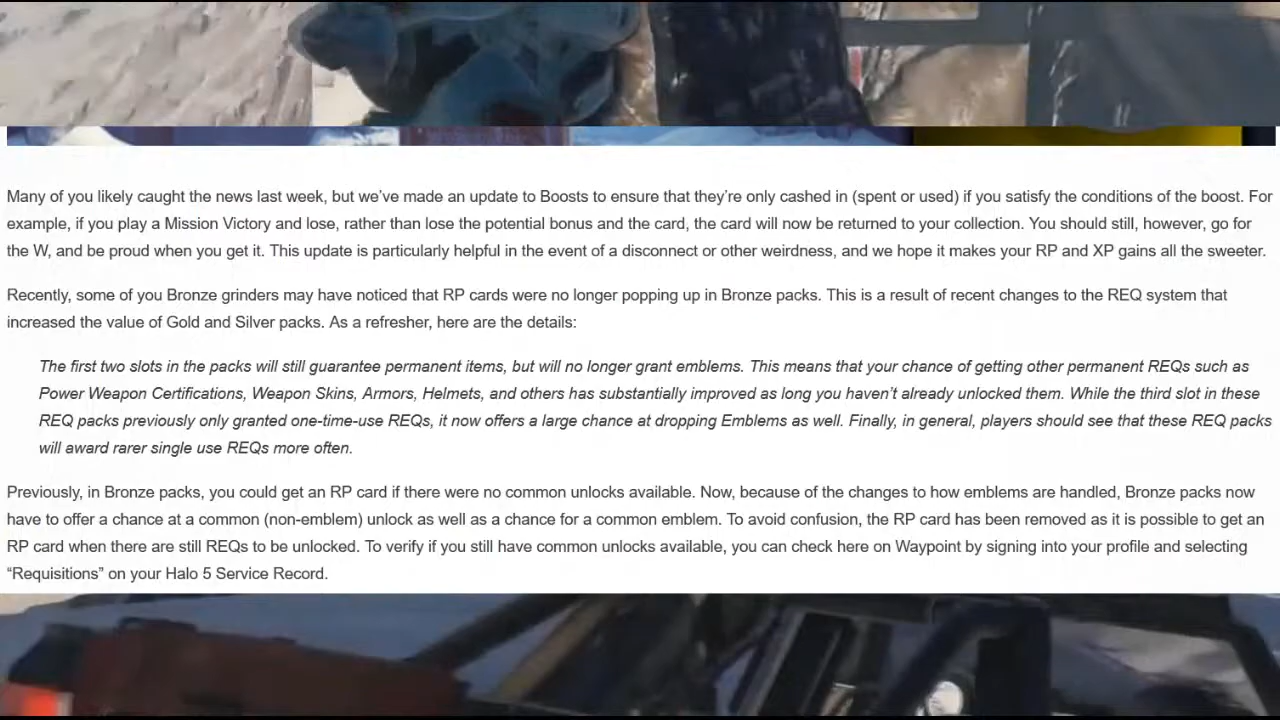 Many of you likely caught the news last week, but we've made an update to Boosts to ensure that they're only cashed in (spent or used) if you satisfy the conditions of the boost. For
example, if you play a Mission Victory and lose, rather than lose the potential bonus and the card, the card will now be returned to your collection. You should still, however, go for
the W, and be proud when you get it. This update is particularly helpful in the event of a disconnect or other weirdness, and we hope it makes your RP and XP gains all the sweeter.
Recently, some of you Bronze grinders may have noticed that RP cards were no longer popping up in Bronze packs. This is a result of recent changes to the REQ system that
increased the value of Gold and Silver packs. As a refresher, here are the details:
The first two slots in the packs will still guarantee permanent items, but will no longer grant emblems. This means that your chance of getting other permanent REQs such as
Power Weapon Certifications, Weapon Skins, Armors, Helmets, and others has substantially improved as long you haven't already unlocked them. While the third slot in these
REQ packs previously only granted one-time-use REQs, it now offers a large chance at dropping Emblems as well. Finally, in general, players should see that these REQ packs
will award rarer single use REQs more often.
Previously, in Bronze packs, you could get an RP card if there were no common unlocks available. Now, because of the changes to how emblems are handled, Bronze packs now
have to offer a chance at a common (non-emblem) unlock as well as a chance for a common emblem. To avoid confusion, the RP card has been removed as it is possible to get an
RP card when there are still REQs to be unlocked. To verify if you still have common unlocks available, you can check here on Waypoint by signing into your profile and selecting
“Requisitions” on your Halo 5 Service Record.